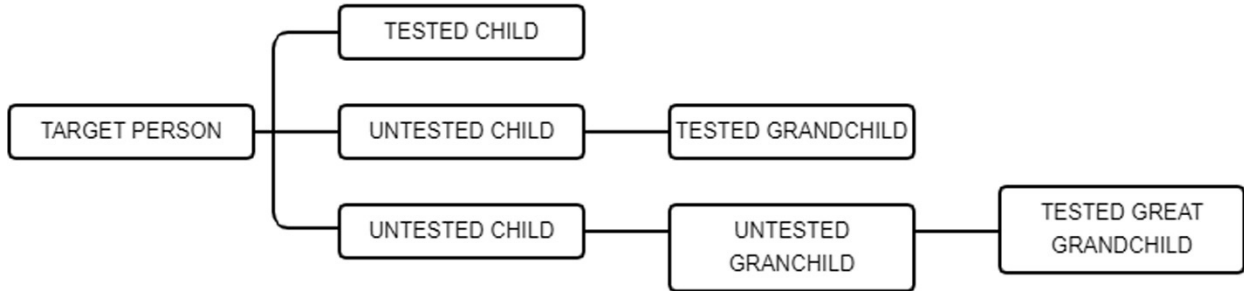 TESTED CHILD
TARGET PERSON
UNTESTED CHILD
TESTED GRANDCHILD
UNTESTED CHILD
UNTESTED
GRANCHILD
TESTED GREAT
GRANDCHILD